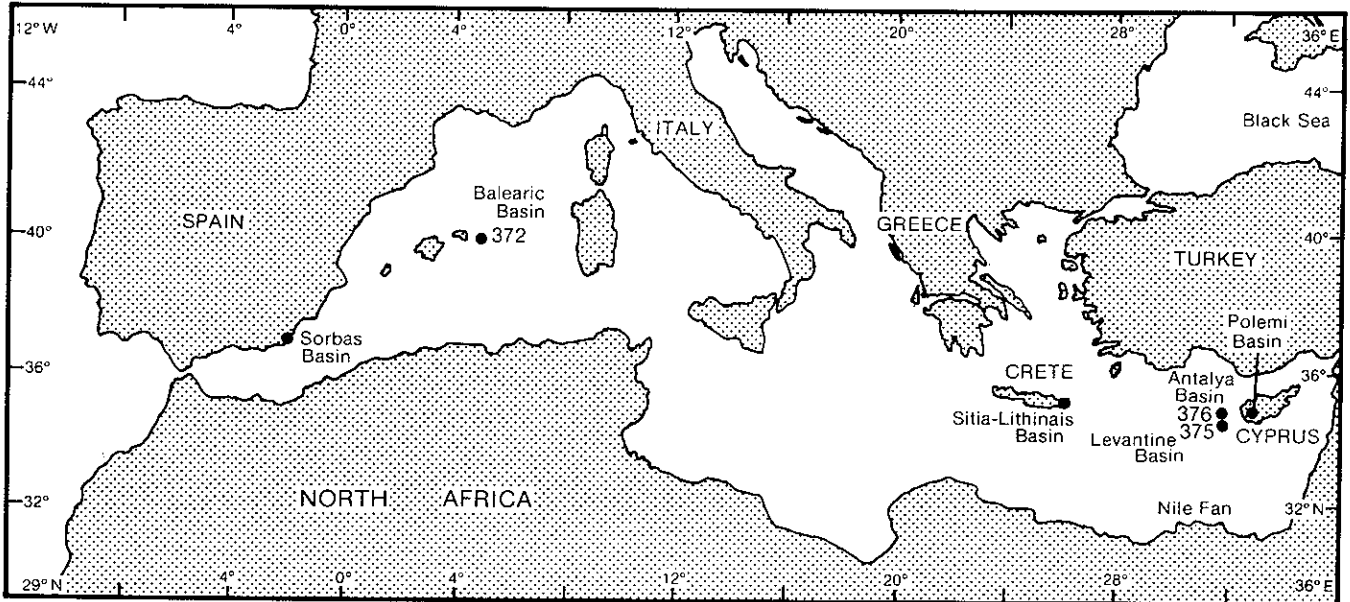 12°W
4°
0°
4°
12°
20°
28°
36°E
44°
44°
Black Sea
ITALY
Balearic
Basin
372
SPAIN
GREECE
40°
40°
TURKEY
Polemi
Basin
Sorbas
Basin
36°
36°
CRETE
Antalya
Basin
376
375
Sitia-Lithinais
Basin
CYPRUS
Levantine
Basin
NORTH AFRICA
32°
Nile Fan
32°N
29°N
4°
0°
4°
12°
20°
28°
36°E